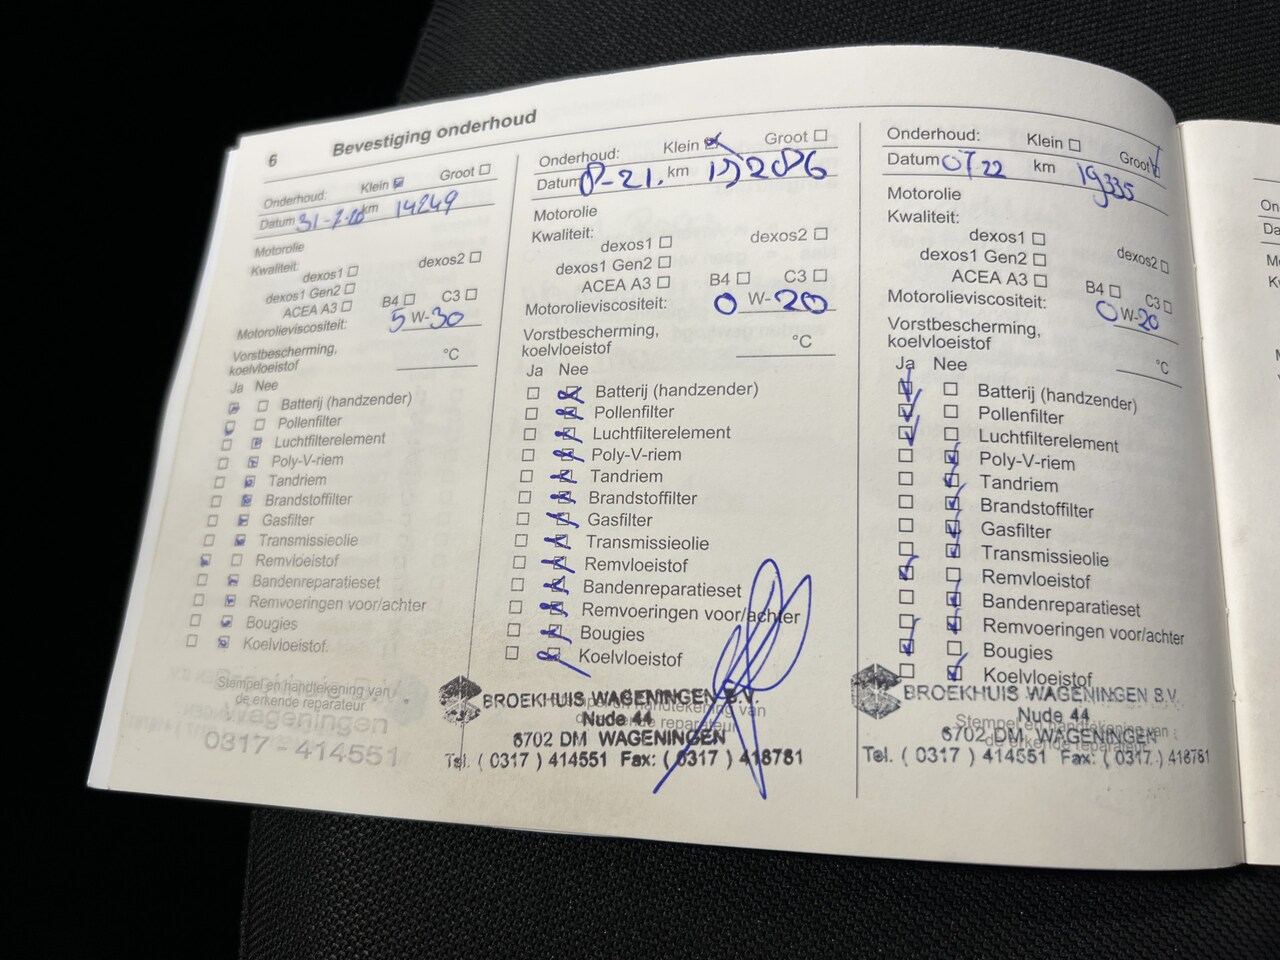 6 Bevestiging onderhoud
Onderhoud: Klein Groot
Datum 31-7-20 km 14249
Motorolie
Kwaliteit:
dexos1 dexos2
dexos1 Gen2
ACEA A3 B4 C3
Motorolieviscositeit: 5 W-30
Vorstbescherming,
koelvloeistof °C
Ja Nee
Batterij (handzender)
Pollenfilter
Luchtfilterelement
Poly-V-riem
Tandriem
Brandstoffilter
Gasfilter
Transmissieolie
Remvloeistof
Bandenreparatieset
Remvoeringen voor/achter
Bougies
Koelvloeistof.
Stempel en handtekening van
de erkende reparateur
Wageningen
0317 - 414551
Onderhoud: Klein Groot
Datum 8-21. km
Motorolie
Kwaliteit:
dexos1 dexos2
dexos1 Gen2
ACEA A3 B4 C3
Motorolieviscositeit: 0 W-20
Vorstbescherming,
koelvloeistof °C
Ja Nee
Batterij (handzender)
Pollenfilter
Luchtfilterelement
Poly-V-riem
Tandriem
Brandstoffilter
Gasfilter
Transmissieolie
Remvloeistof
Bandenreparatieset
Remvoeringen voor/achter
Bougies
Koelvloeistof
BROEKHUIS WAGENINGEN B.V.
Nude 44
6702 DM WAGENINGEN
Tel. ( 0317 ) 414551 Fax: ( 0317 ) 418781
Onderhoud: Klein Groot
Datum 07 22 km 19335
Motorolie
Kwaliteit:
dexos1 dexos2
dexos1 Gen2
ACEA A3 B4 C3
Motorolieviscositeit: 0 W-20
Vorstbescherming,
koelvloeistof °C
Ja Nee
Batterij (handzender)
Pollenfilter
Luchtfilterelement
Poly-V-riem
Tandriem
Brandstoffilter
Gasfilter
Transmissieolie
Remvloeistof
Bandenreparatieset
Remvoeringen voor/achter
Bougies
Koelvloeistof
BROEKHUIS WAGENINGEN B.V.
Nude 44
6702 DM WAGENINGEN
Tel. ( 0317 ) 414551 Fax: ( 0317 ) 418781